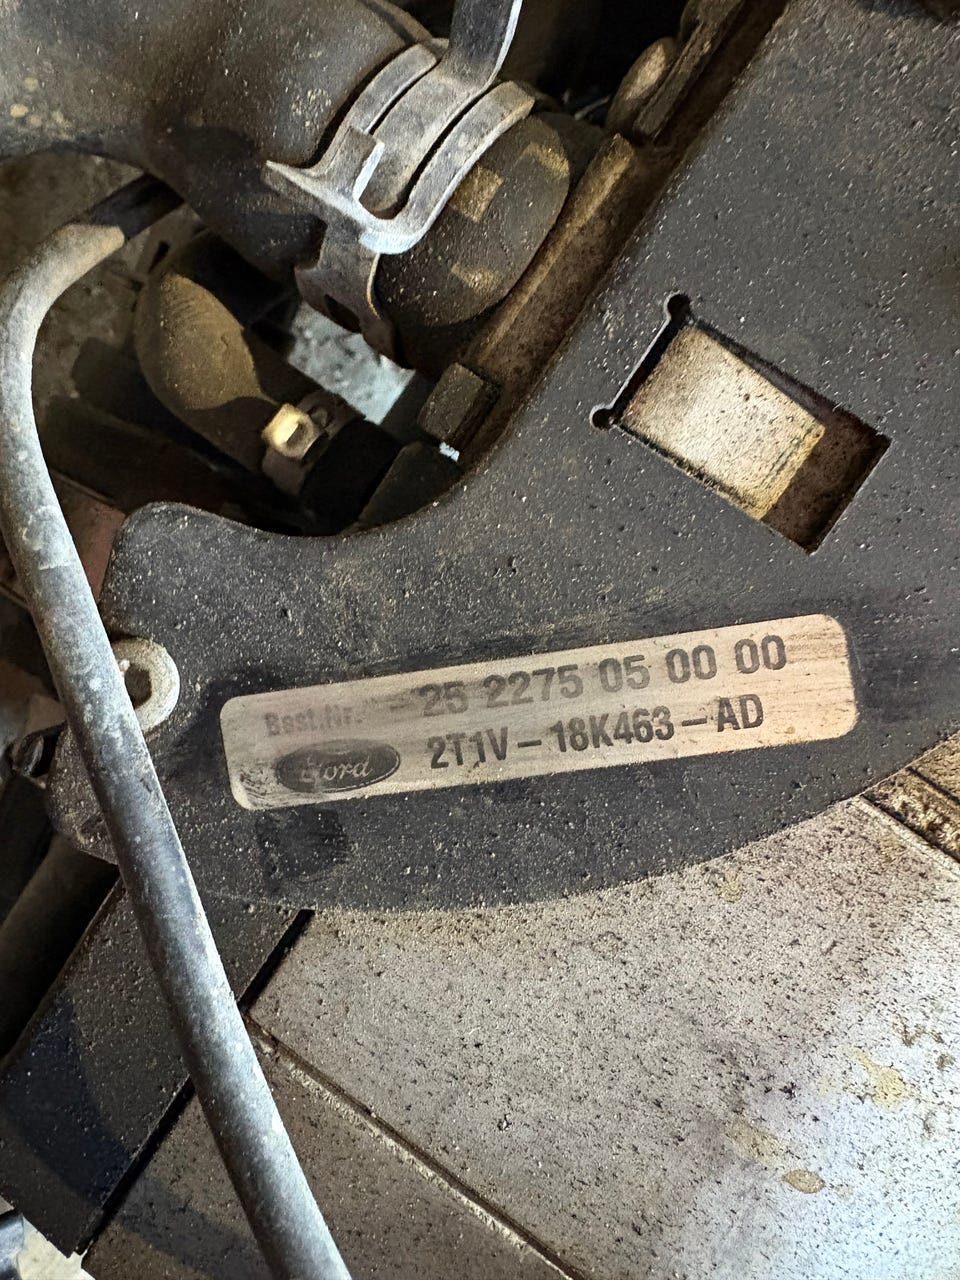 Best.Nr. 25 2275 05 00 00
Ford 2T1V-18K463-AD